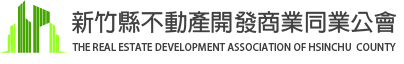 新竹縣不動產開發商業同業公會
THE REAL ESTATE DEVELOPMENT ASSOCIATION OF HSINCHU COUNTY